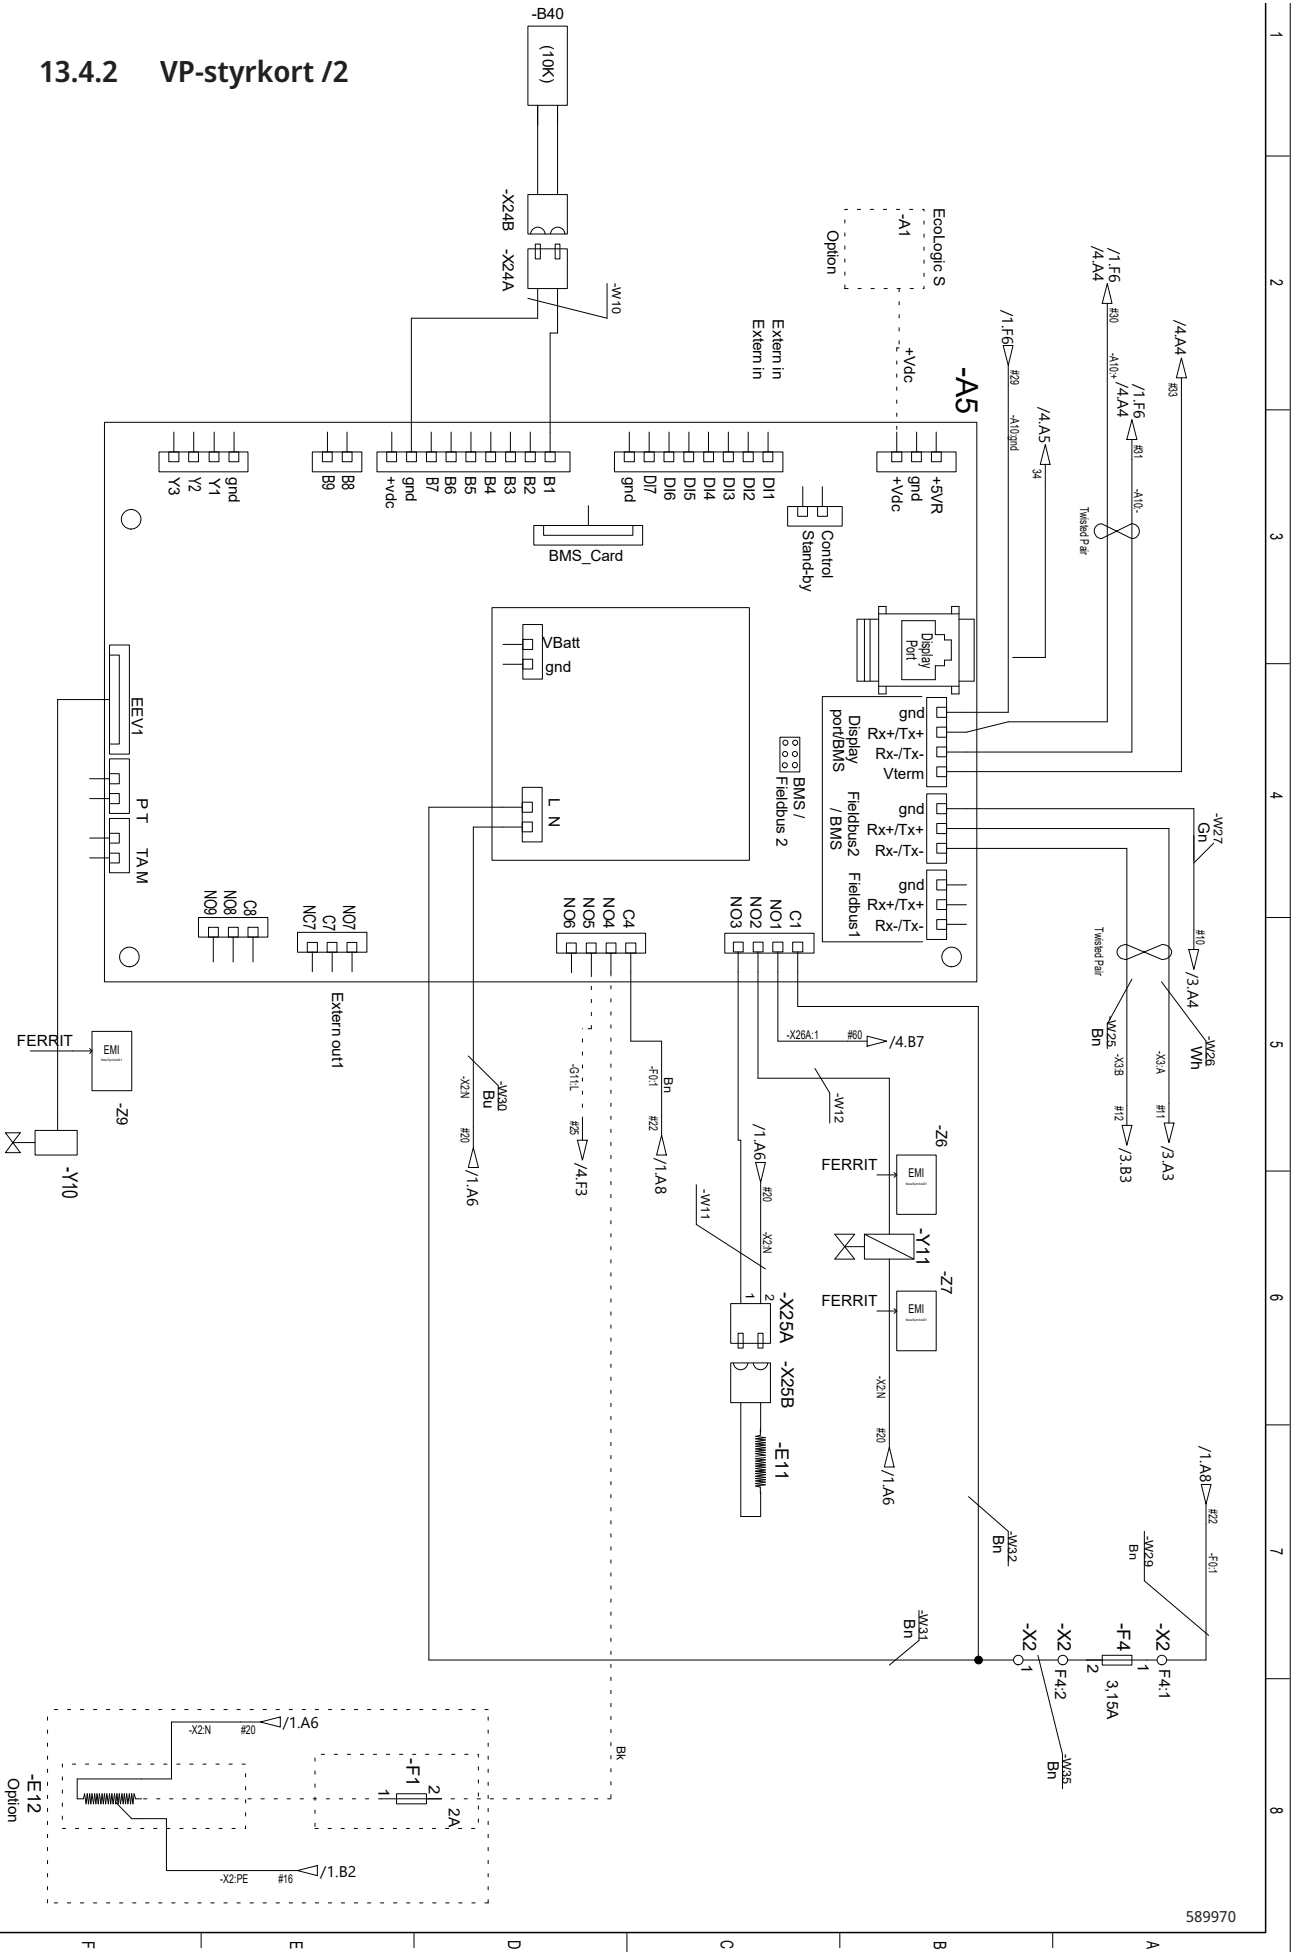 13.4.2 VP-styrkort /2
-B40
(10K)
-X24B
-X24A
-W10
EcoLogic S
-A1
Option
+Vdc
Extern in
Extern in
-A5
/1.F6
#29
-A10:gnd
/4.A5
34
/1.F6
/4.A4
#30
-A10:+
/1.F6
/4.A4
#31
-A10:-
/4.A4
#33
Twisted Pair
Y3
Y2
Y1
gnd
B9
B8
+vdc
gnd
B7
B6
B5
B4
B3
B2
B1
gnd
DI7
DI6
DI5
DI4
DI3
DI2
DI1
+Vdc
gnd
+5VR
Control
Stand-by
BMS_Card
Display
Port
VBatt
gnd
L
N
gnd
Rx+/Tx+
Rx-/Tx-
Vterm
Display
port/BMS
gnd
Rx+/Tx+
Rx-/Tx-
Fieldbus2
/ BMS
gnd
Rx+/Tx+
Rx-/Tx-
Fieldbus1
BMS /
Fieldbus 2
EEV1
P T
TAM
NO9
NO8
C8
NC7
C7
NO7
Extern out1
NO6
NO5
NO4
C4
NO3
NO2
NO1
C1
-W27
Gn
#10
/3.A4
Twisted Pair
-W25
Bn
-X3:B
#12
/3.B3
-W26
Wh
-X3:A
#11
/3.A3
FERRIT
EMI
-Z9
-Y10
-W30
Bu
-X2:N
#20
/1.A6
-G11:L
#25
/4.F3
Bn
-F0:1
#22
/1.A8
-X26A:1
#60
/4.B7
-W12
-W11
/1.A6
#20
-X2:N
FERRIT
EMI
-Z6
-Y11
FERRIT
EMI
-Z7
-X2:N
#20
/1.A6
1
2
-X25A
-X25B
-E11
/1.A8
#22
-F0:1
-W29
Bn
-W32
Bn
-W31
Bn
-X2
1
-X2
F4:2
-F4
2
1
3,15A
-X2
F4:1
-W35
Bn
Bk
/1.A6
#20
-X2:N
-F1
1
2
2A
-E12
Option
/1.B2
#16
-X2:PE
589970
1
2
3
4
5
6
7
8
F
E
D
C
B
A